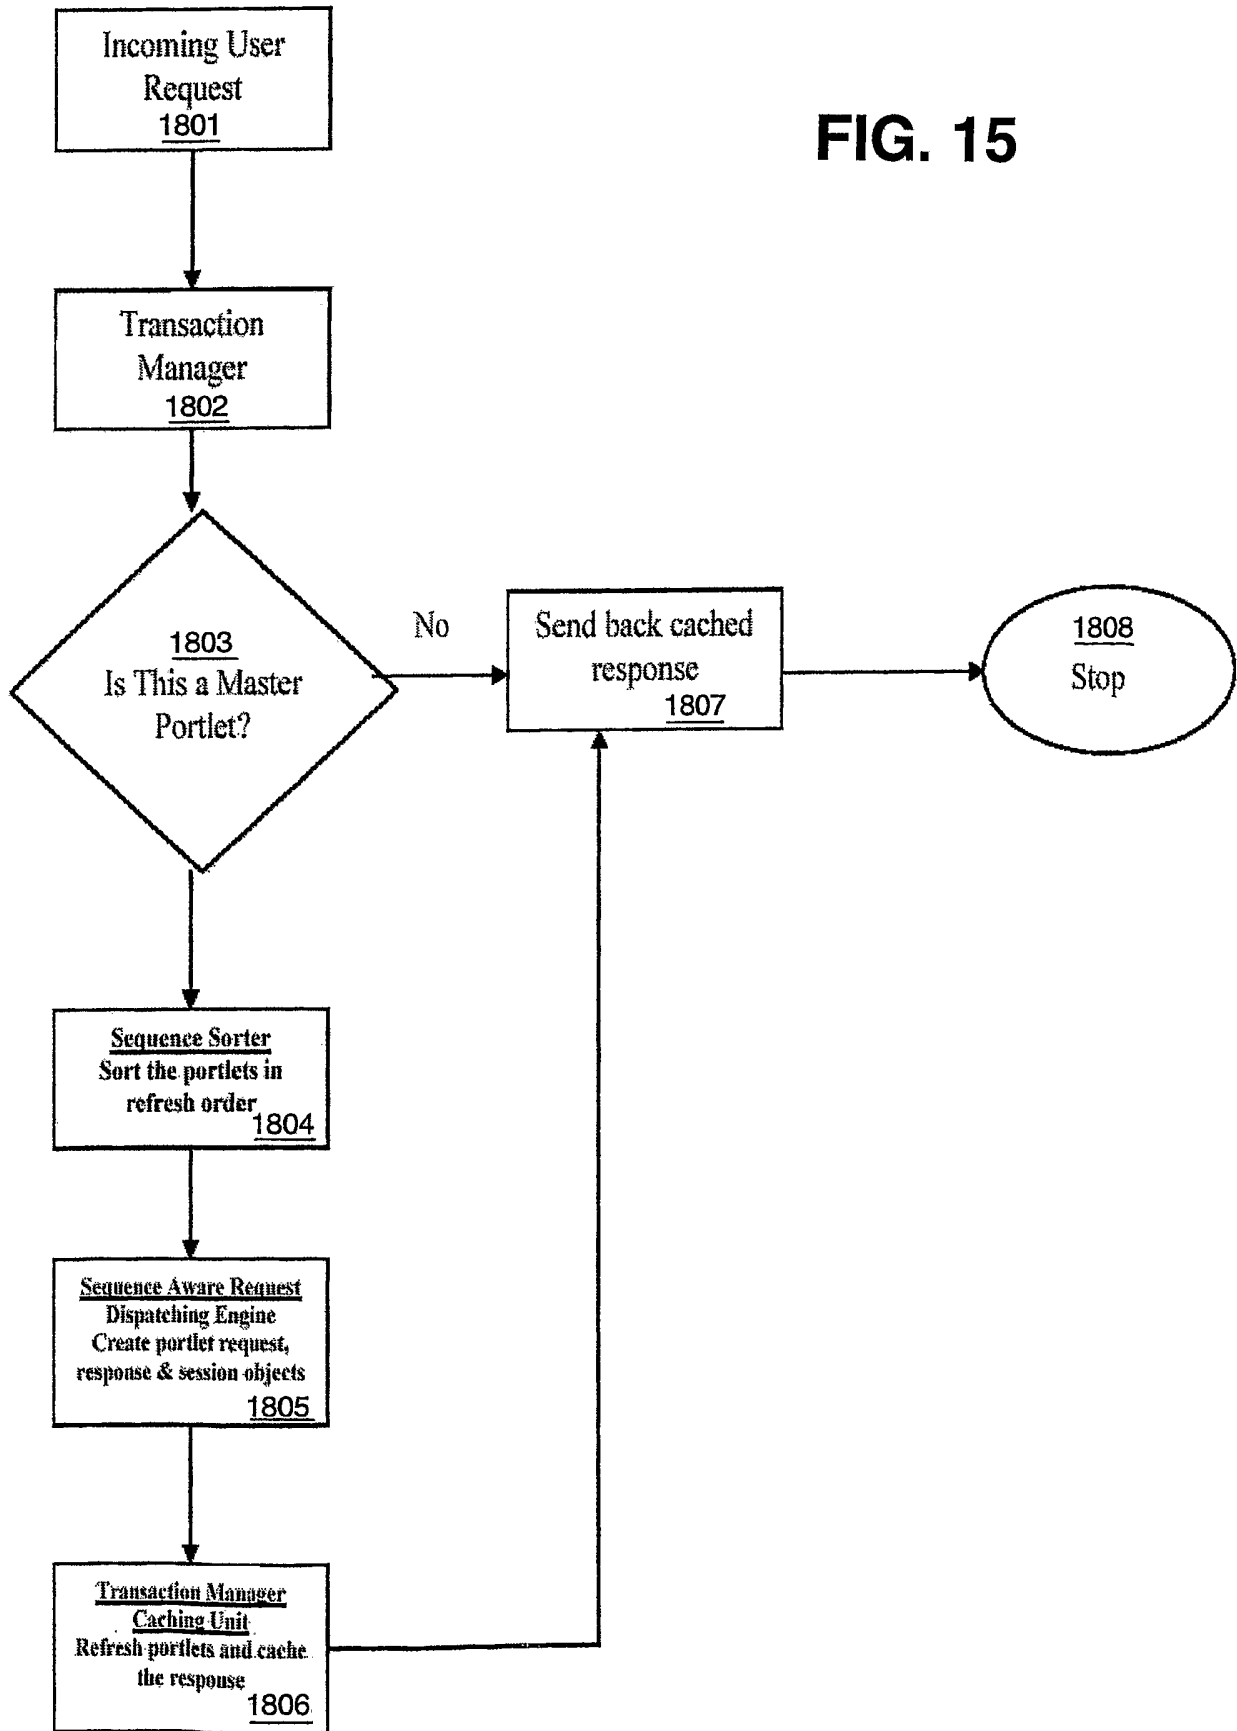 Incoming User
Request
1801
FIG. 15
Transaction
Manager
1802
1803
Is This a Master
Portlet?
No
Send back cached
response
1807
1808
Stop
Sequence Sorter
Sort the portlets in
refresh order
1804
Sequence Aware Request
Dispatching Engine
Create portlet request,
response & session objects
1805
Transaction Manager
Caching Unit
Refresh portlets and cache
the response
1806